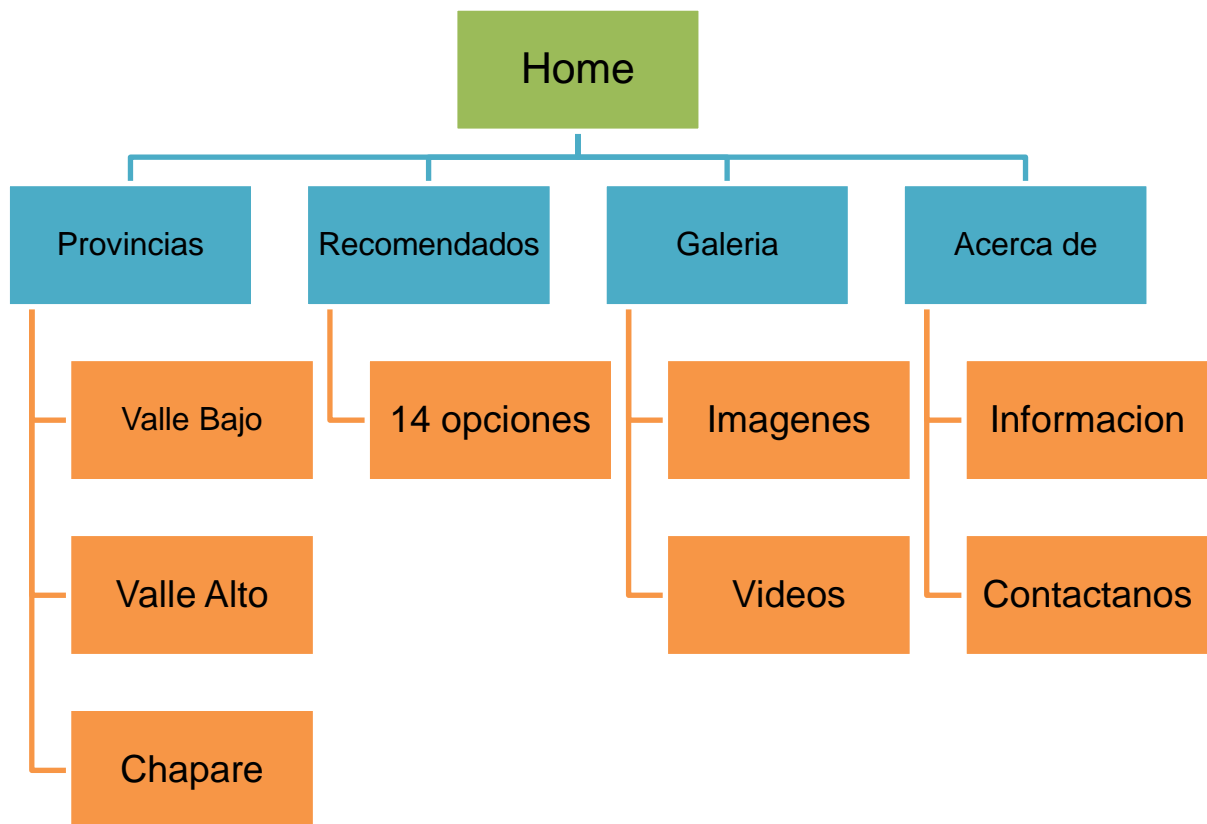 Home
Provincias
Recomendados
Galeria
Acerca de
Valle Bajo
14 opciones
Imagenes
Informacion
Valle Alto
Videos
Contactanos
Chapare